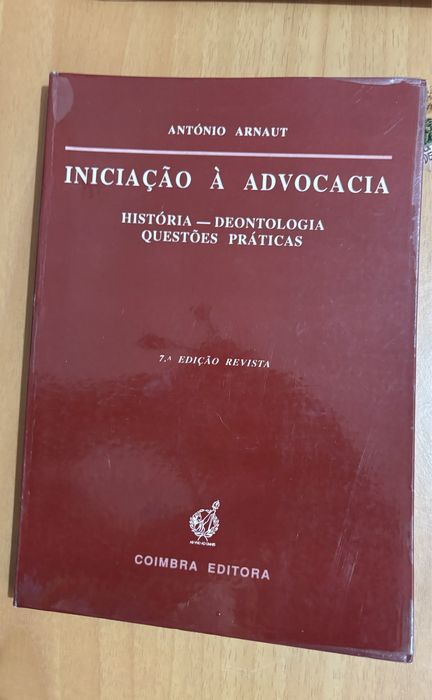 ANTÓNIO ARNAUT
INICIAÇÃO À ADVOCACIA
HISTÓRIA — DEONTOLOGIA
QUESTÕES PRÁTICAS
7.ª EDIÇÃO REVISTA
COIMBRA EDITORA